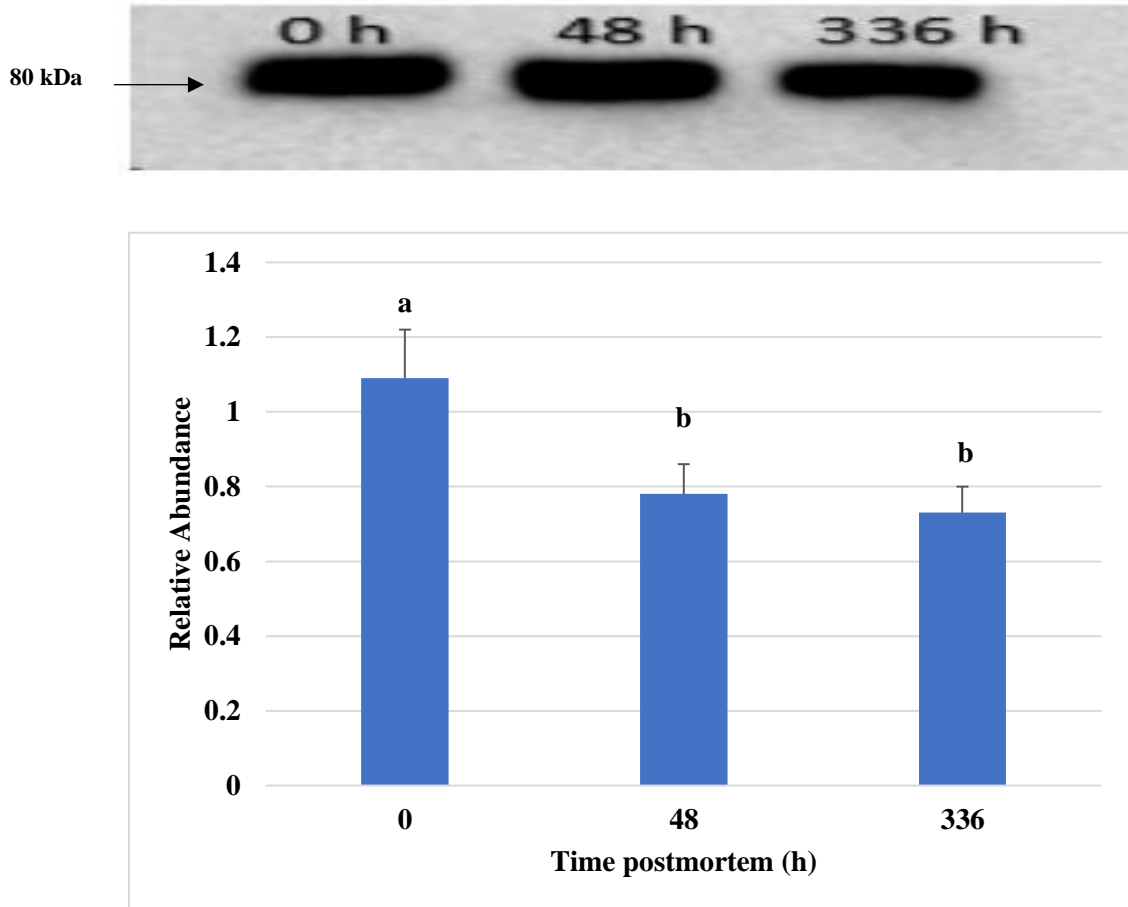 0 h 48 h 336 h
80 kDa
1.4
a
1.2
1
b
b
0.8
0.6
0.4
0.2
0
Relative Abundance
0 48 336
Time postmortem (h)